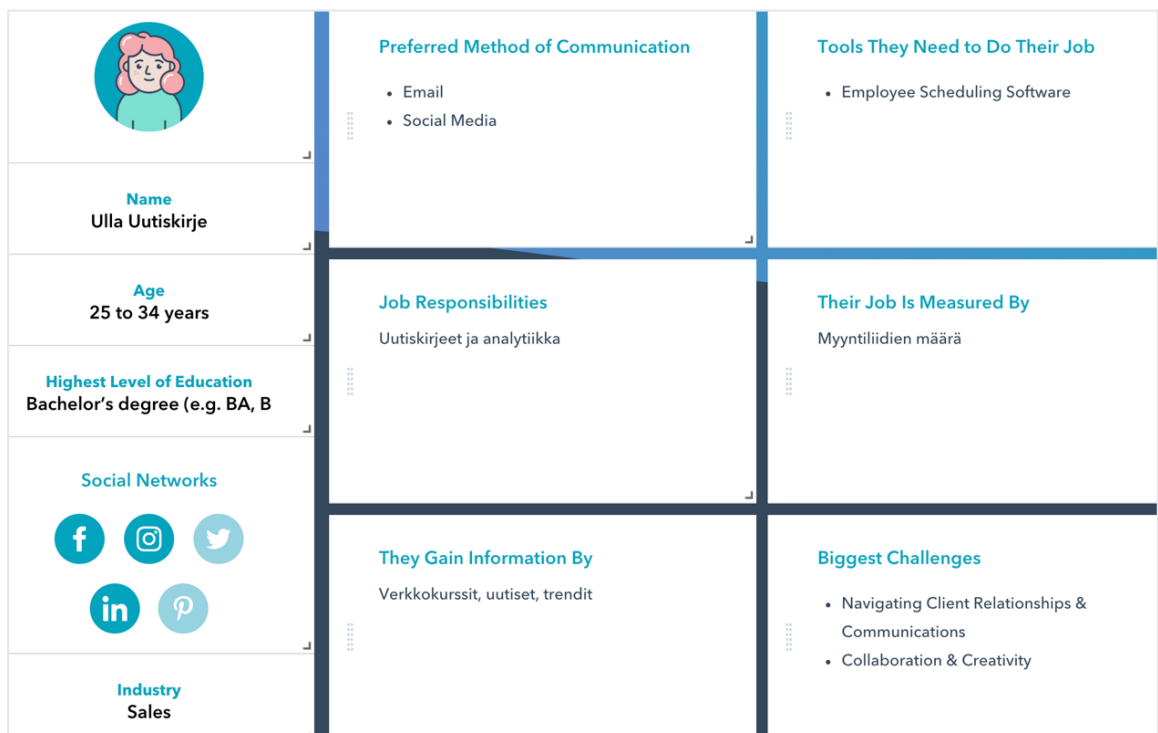 Name
Ulla Uutiskirje
Age
25 to 34 years
Highest Level of Education
Bachelor's degree (e.g. BA, B
Social Networks
f
in
Industry
Sales
Preferred Method of Communication
• Email
• Social Media
Tools They Need to Do Their Job
• Employee Scheduling Software
Job Responsibilities
Uutiskirjeet ja analytiikka
Their Job Is Measured By
Myyntiliidien määrä
They Gain Information By
Verkkokurssit, uutiset, trendit
Biggest Challenges
• Navigating Client Relationships &
Communications
• Collaboration & Creativity